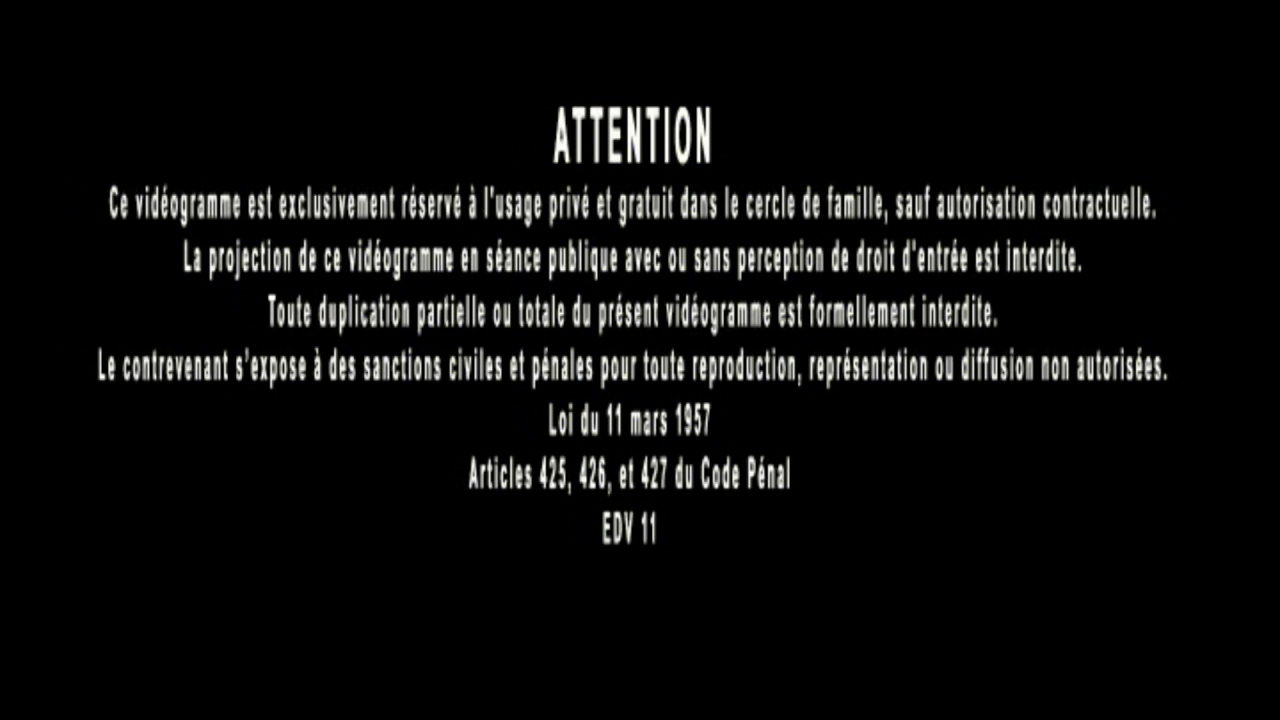 ATTENTION
Ce vidéogramme est exclusivement réservé à l'usage privé et gratuit dans le cercle de famille, sauf autorisation contractuelle.
La projection de ce vidéogramme en séance publique avec ou sans perception de droit d'entrée est interdite.
Toute duplication partielle ou totale du présent vidéogramme est formellement interdite.
Le contrevenant s'expose à des sanctions civiles et pénales pour toute reproduction, représentation ou diffusion non autorisées.
Loi du 11 mars 1957
Articles 425, 426, et 427 du Code Pénal
EDV 11